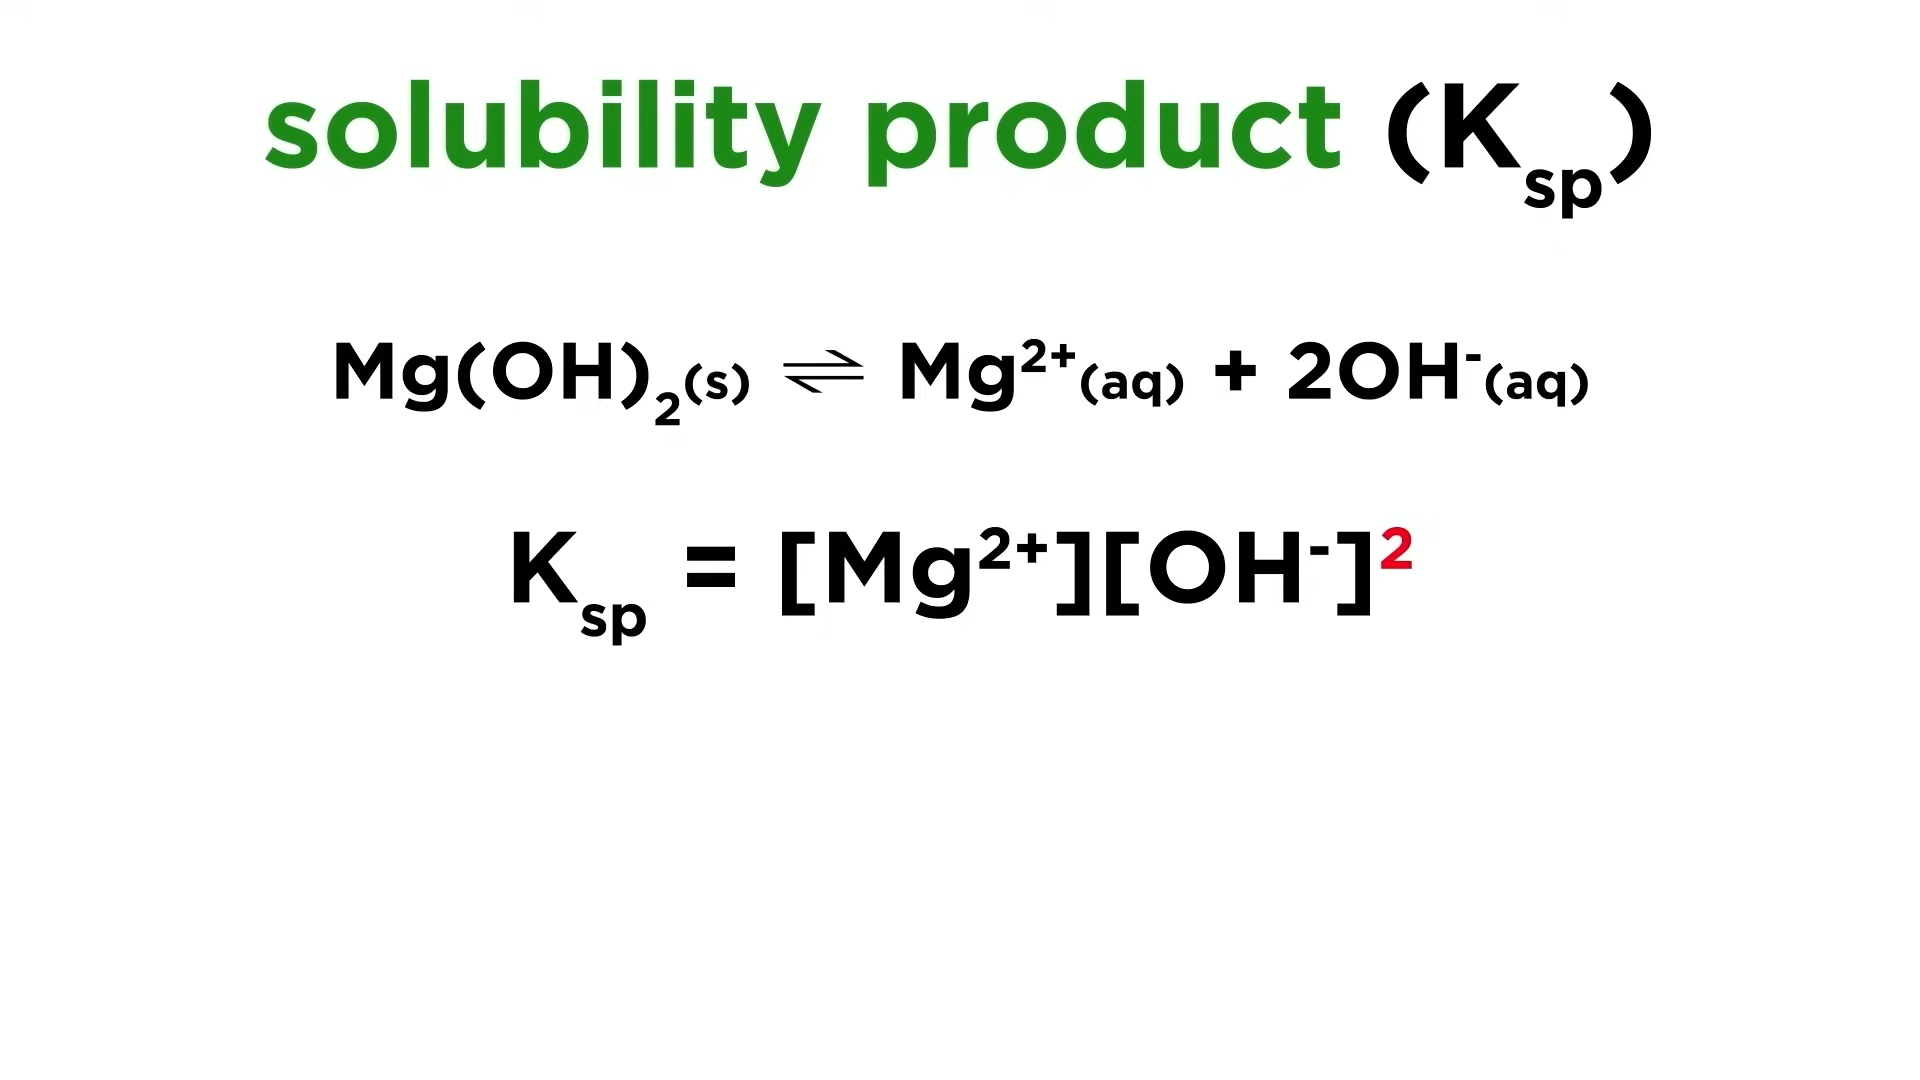 solubility product (Ksp)
Mg(OH)₂(s) ⇌ Mg²⁺(aq) + 2OH⁻(aq)
Ksp = [Mg²⁺][OH⁻]²